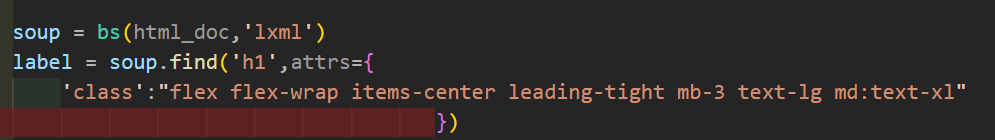 soup = bs(html_doc,'lxml')
label = soup.find('h1',attrs={
'class':"flex flex-wrap items-center leading-tight mb-3 text-lg md:text-xl"
})